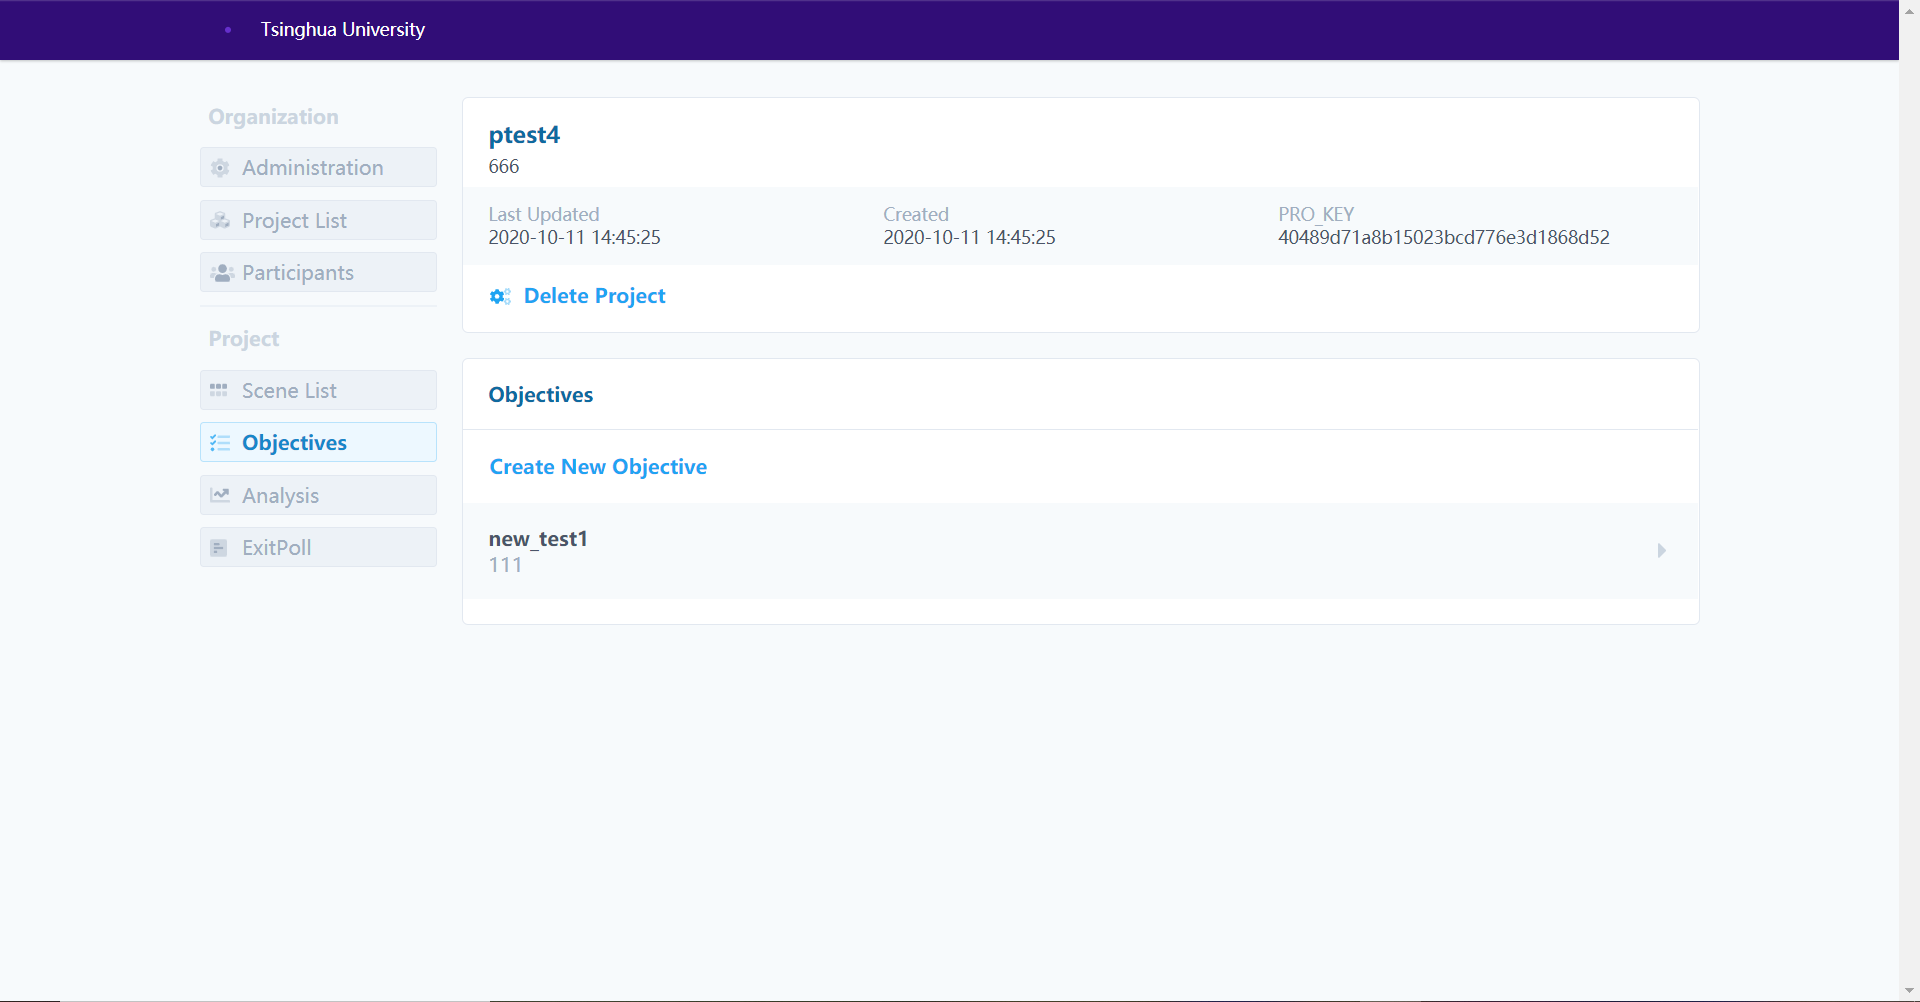 Tsinghua University
Organization
Administration
Project List
Participants
Project
Scene List
Objectives
Analysis
ExitPoll
ptest4
666
Last Updated
2020-10-11 14:45:25
Created
2020-10-11 14:45:25
PRO_KEY
40489d71a8b15023bcd776e3d1868d52
Delete Project
Objectives
Create New Objective
new_test1
111